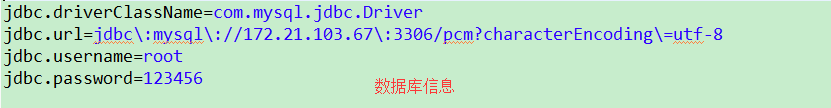 jdbc.driverClassName=com.mysql.jdbc.Driver
jdbc.url=jdbc\:mysql\://172.21.103.67\:3306/pcm?characterEncoding\=utf-8
jdbc.username=root
jdbc.password=123456
数据库信息